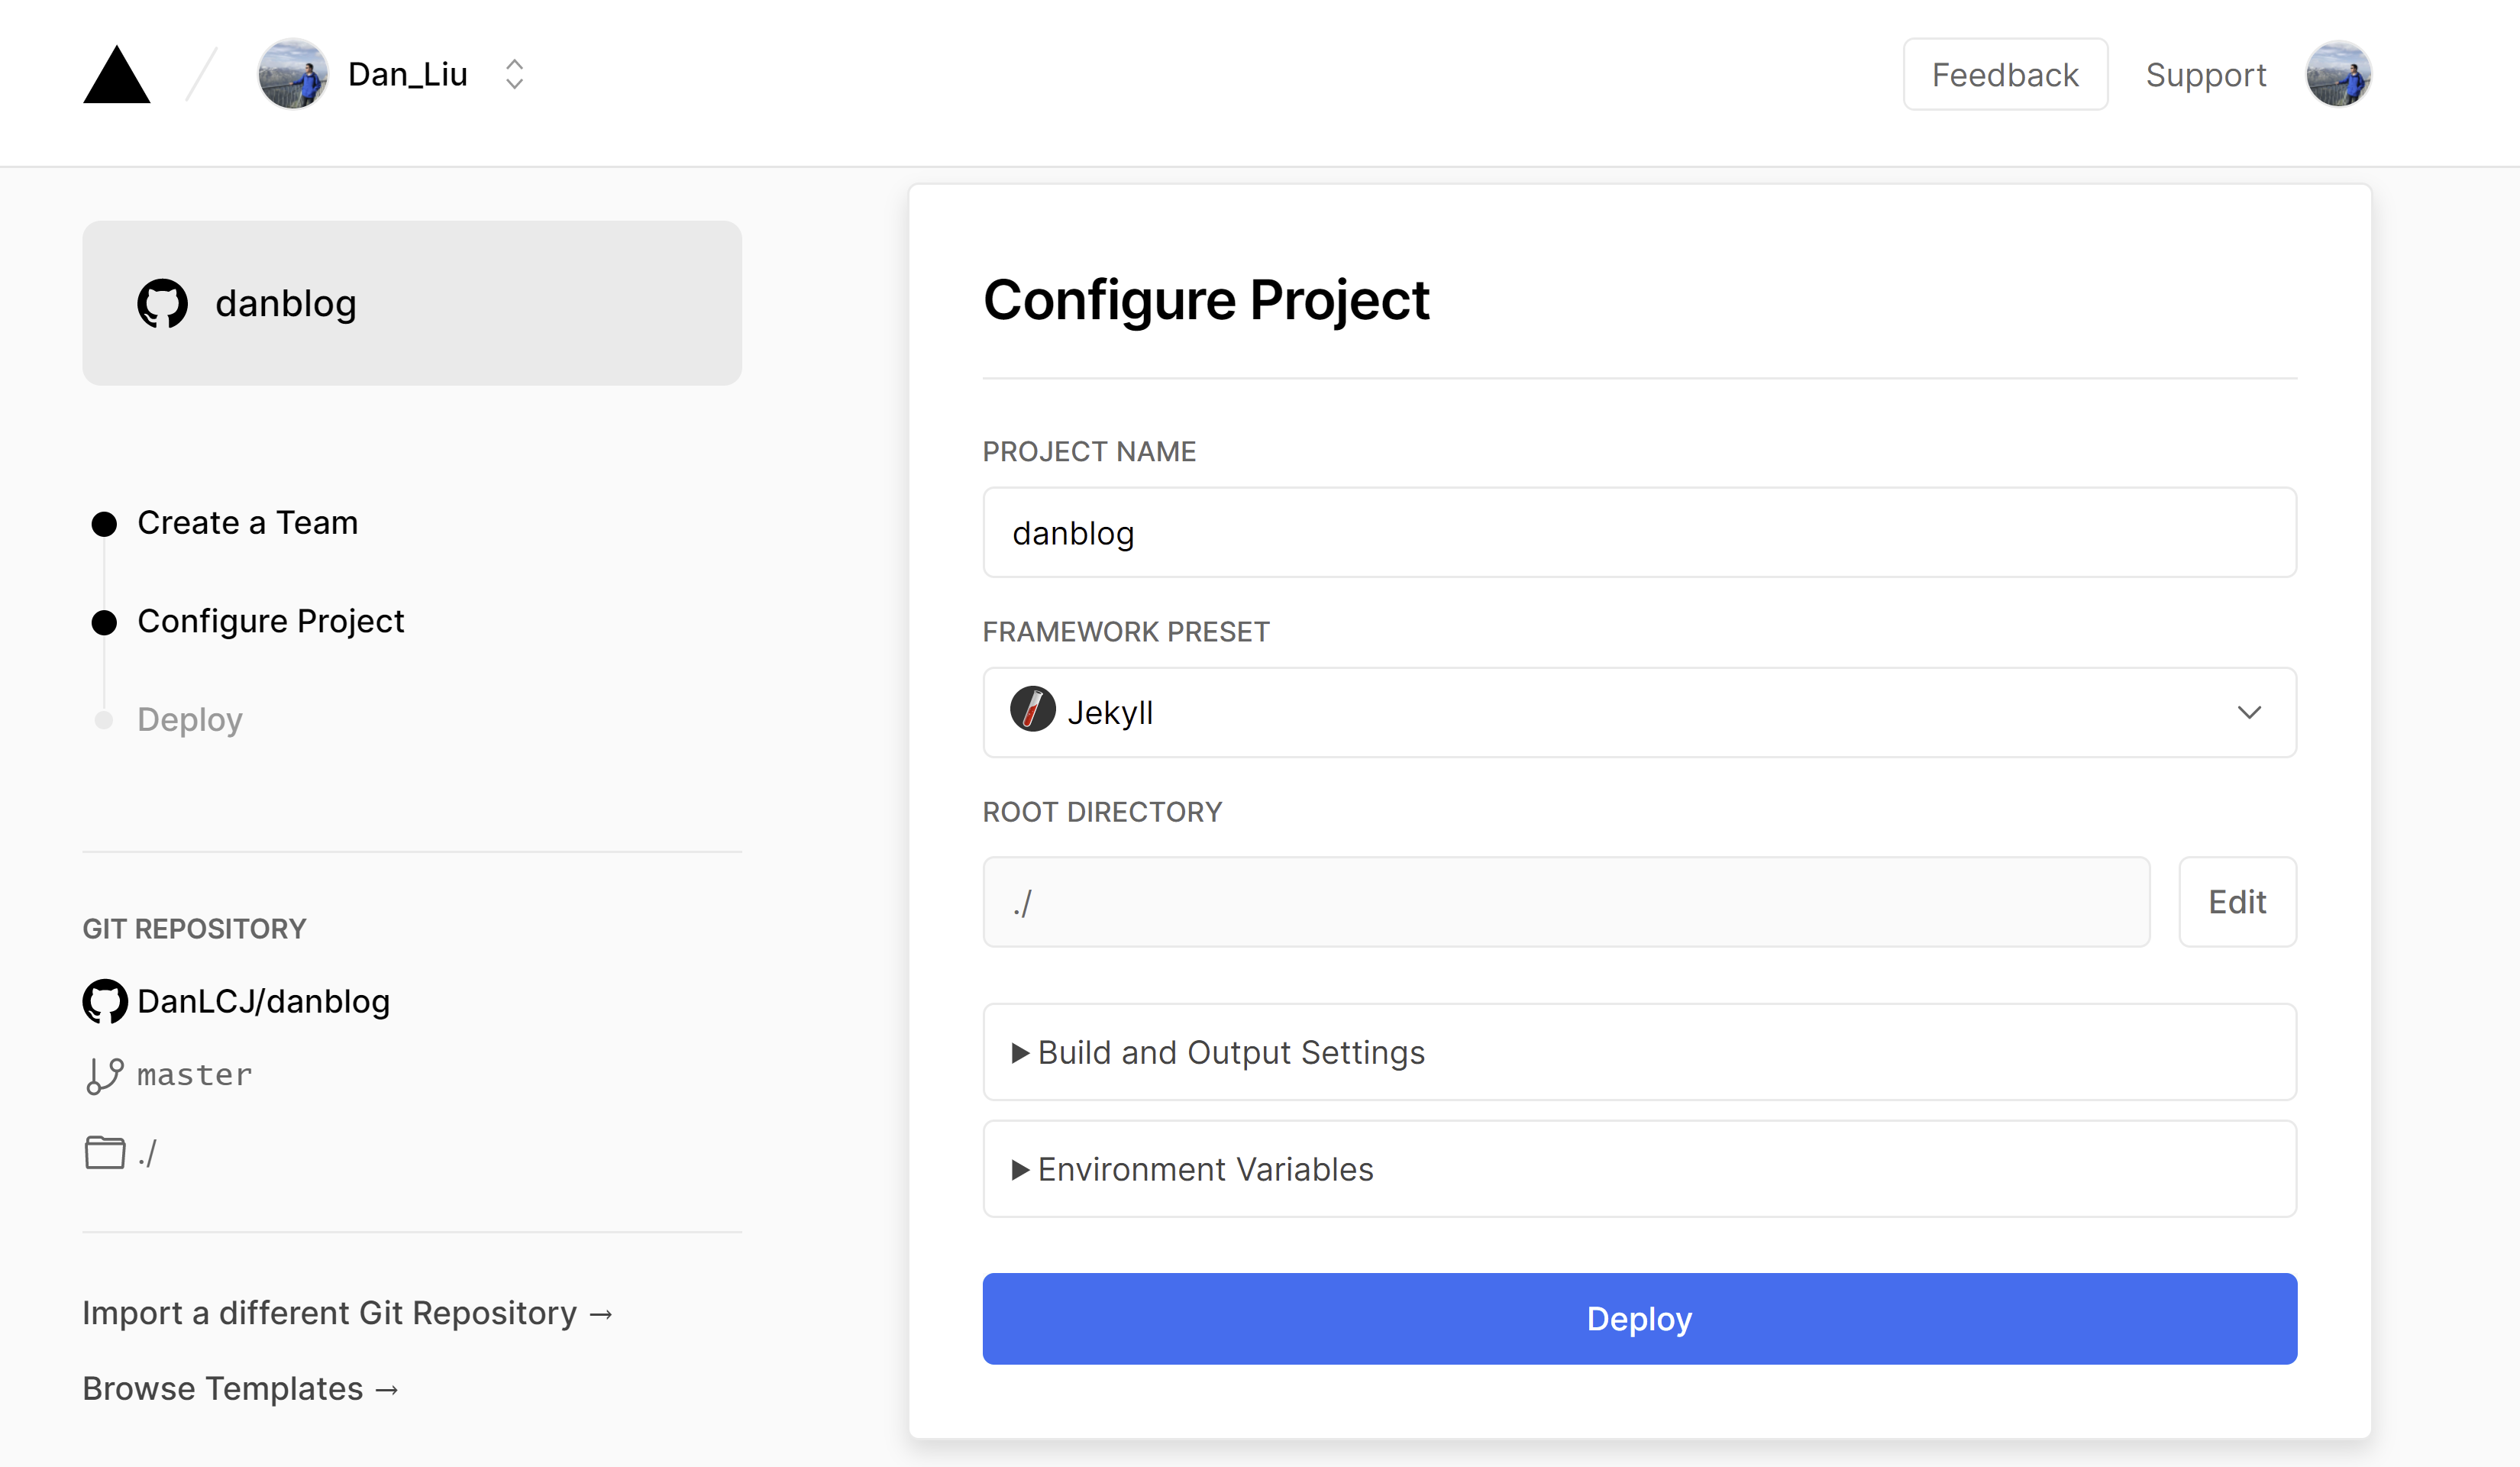 Dan_Liu
Feedback
Support
danblog
Create a Team
Configure Project
Deploy
GIT REPOSITORY
DanLCJ/danblog
master
./
Import a different Git Repository →
Browse Templates →
Configure Project
PROJECT NAME
danblog
FRAMEWORK PRESET
Jekyll
ROOT DIRECTORY
./
Edit
Build and Output Settings
Environment Variables
Deploy